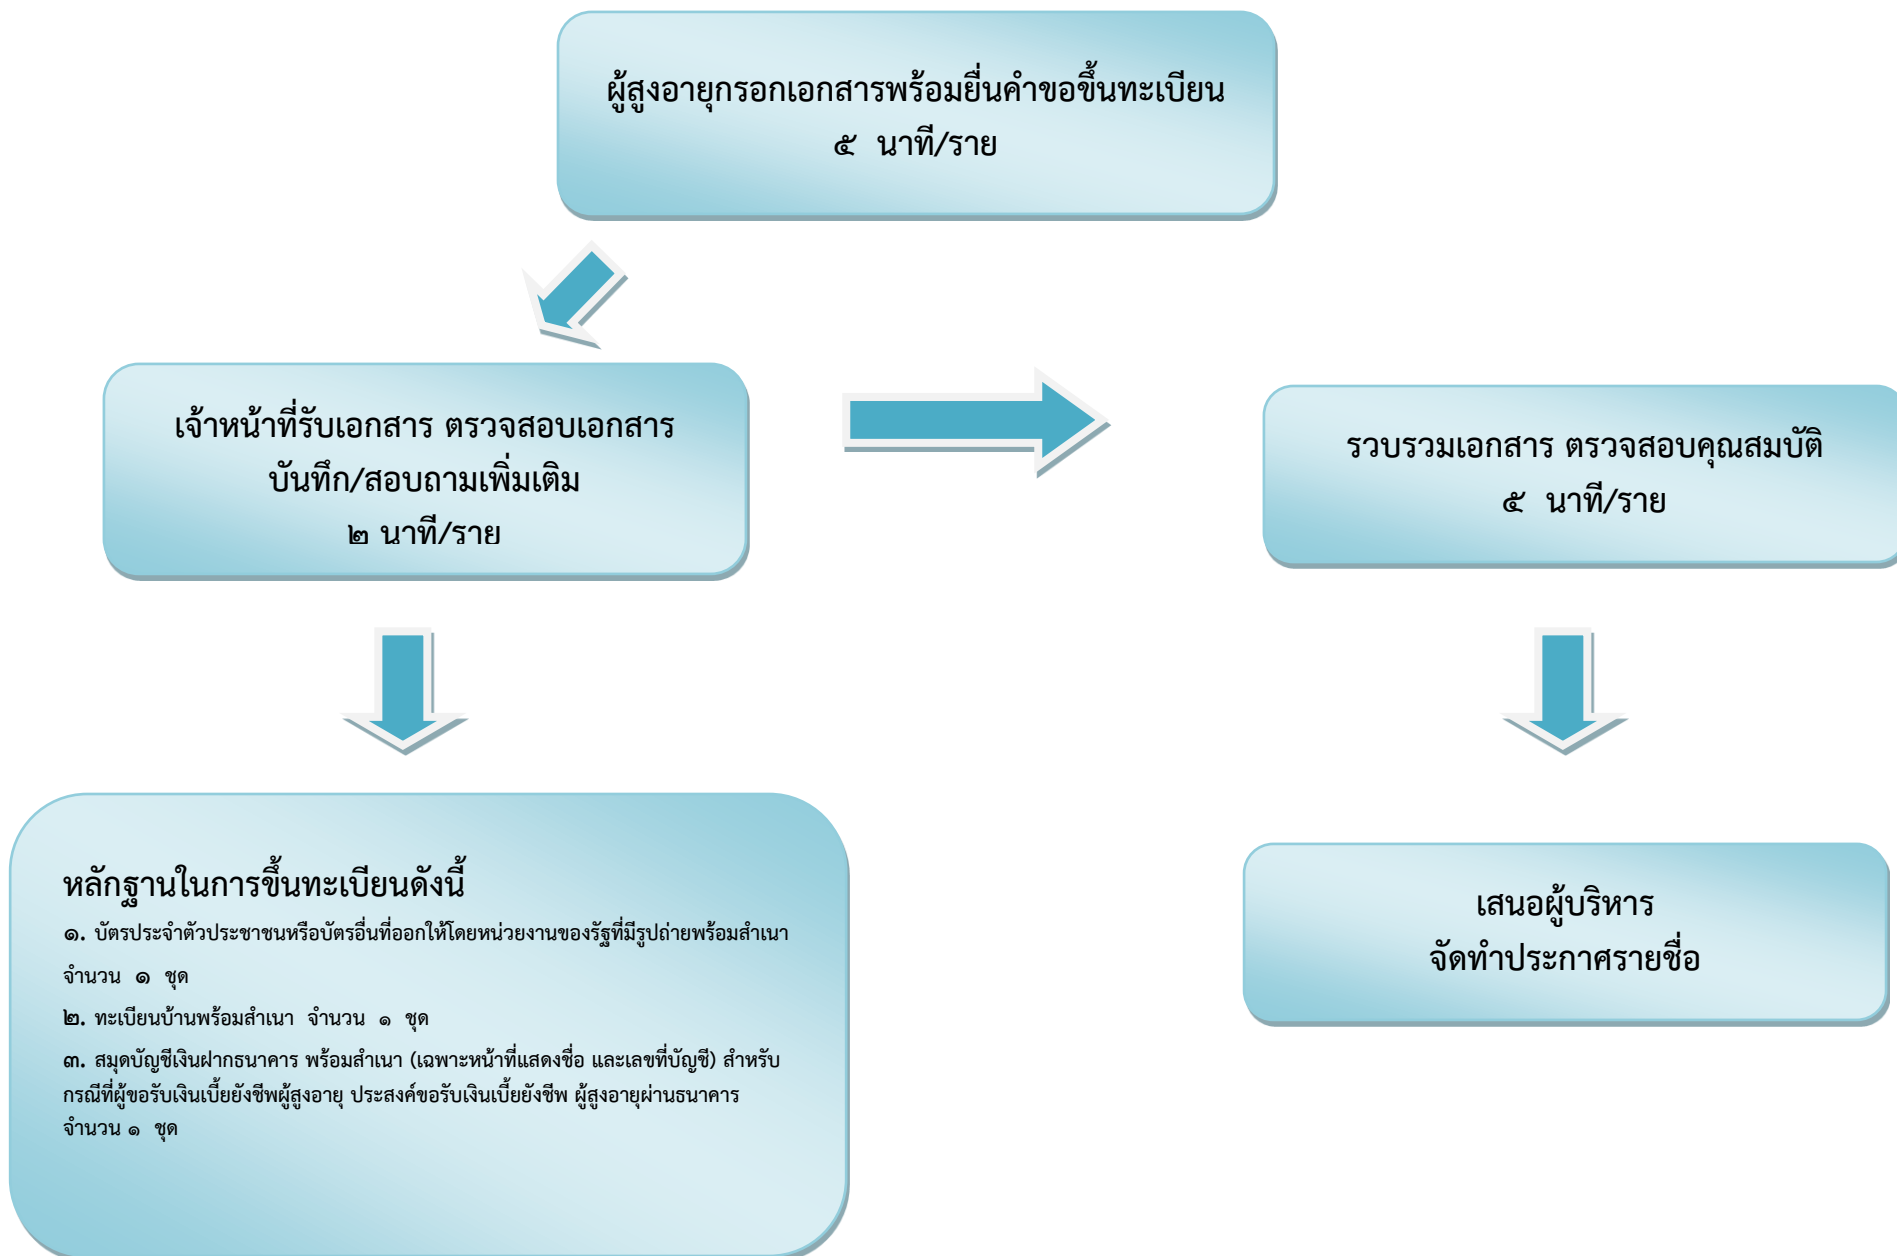 ผู้สูงอายุกรอกเอกสารพร้อมยื่นคำขอขึ้นทะเบียน
๕ นาที/ราย
เจ้าหน้าที่รับเอกสาร ตรวจสอบเอกสาร
บันทึก/สอบถามเพิ่มเติม
๒ นาที/ราย
รวบรวมเอกสาร ตรวจสอบคุณสมบัติ
๕ นาที/ราย
หลักฐานในการขึ้นทะเบียนดังนี้
๑. บัตรประจำตัวประชาชนหรือบัตรอื่นที่ออกให้โดยหน่วยงานของรัฐที่มีรูปถ่ายพร้อมสำเนา
จำนวน ๑ ชุด
๒. ทะเบียนบ้านพร้อมสำเนา จำนวน ๑ ชุด
๓. สมุดบัญชีเงินฝากธนาคาร พร้อมสำเนา (เฉพาะหน้าที่แสดงชื่อ และเลขที่บัญชี) สำหรับ
กรณีที่ผู้ขอรับเงินเบี้ยยังชีพผู้สูงอายุ ประสงค์ขอรับเงินเบี้ยยังชีพ ผู้สูงอายุผ่านธนาคาร
จำนวน ๑ ชุด
เสนอผู้บริหาร
จัดทำประกาศรายชื่อ